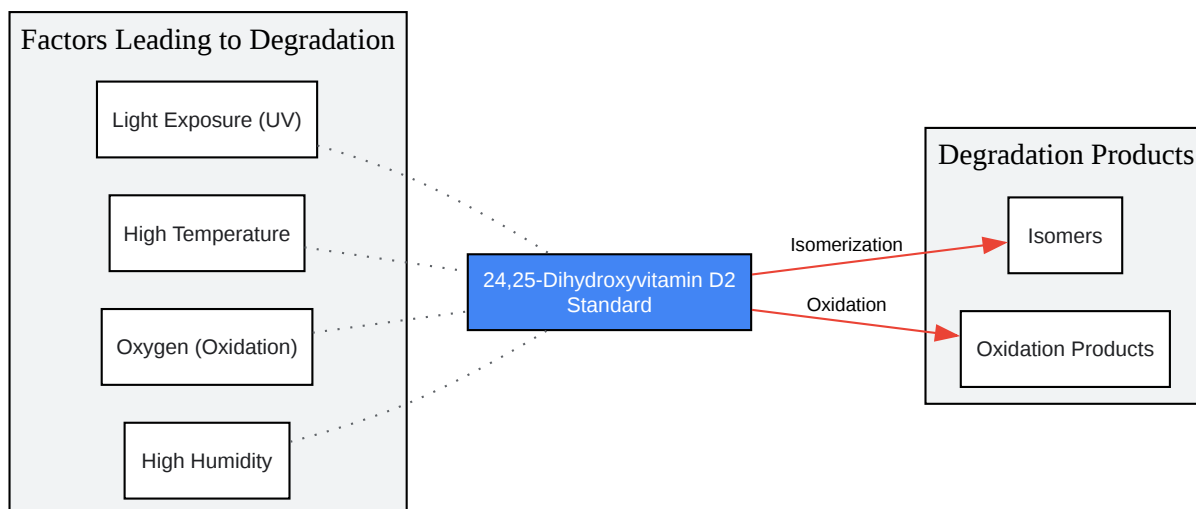 Factors Leading to Degradation
Light Exposure (UV)
High Temperature
Oxygen (Oxidation)
High Humidity
24,25-Dihydroxyvitamin D2
Standard
Isomerization
Oxidation
Degradation Products
Isomers
Oxidation Products